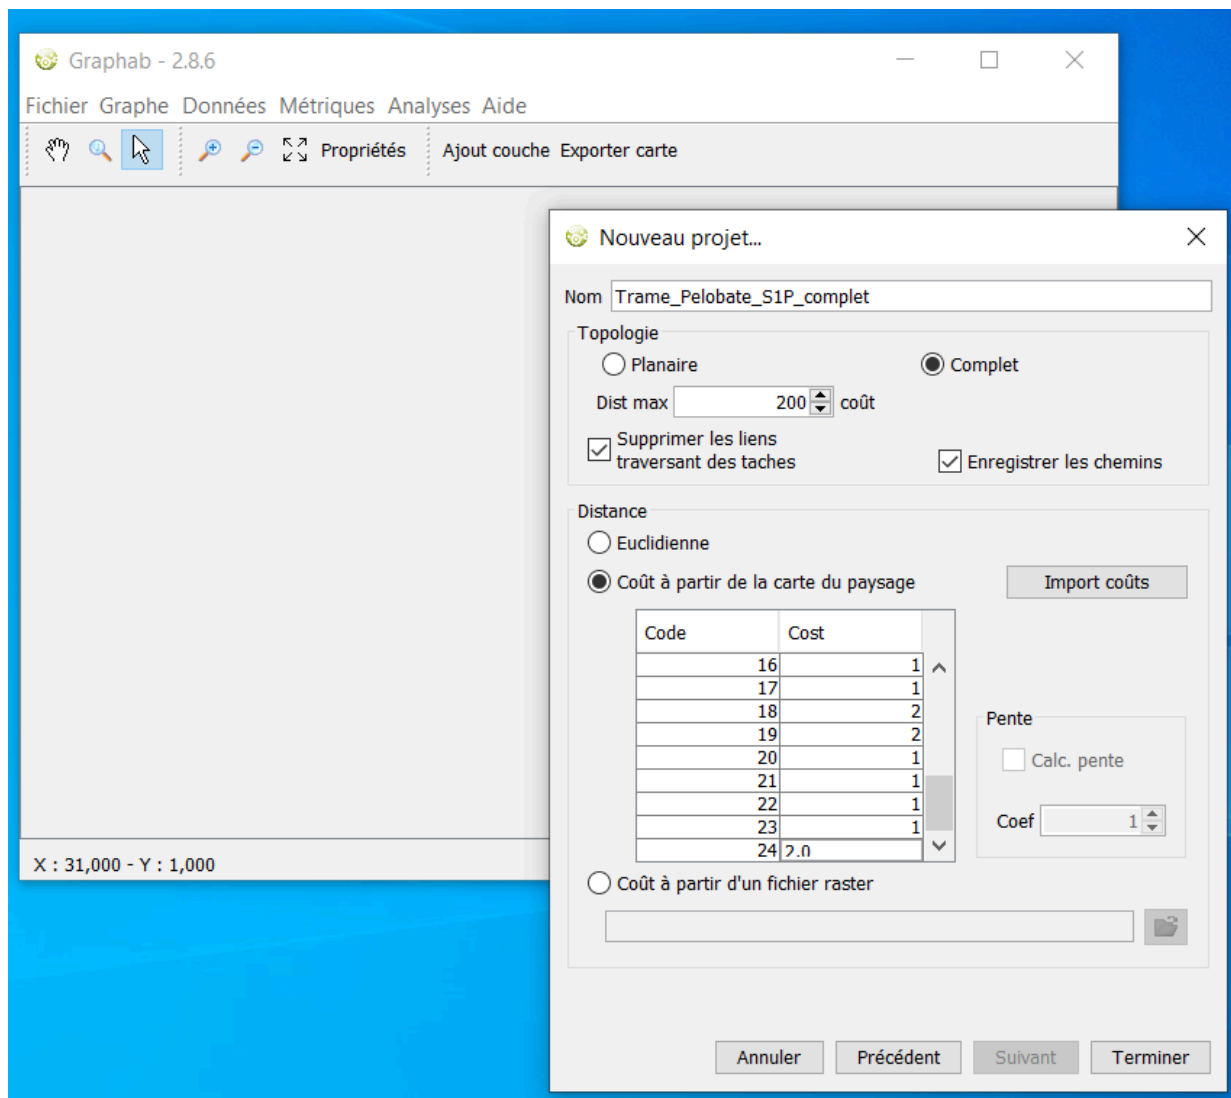 Graphab - 2.8.6
Fichier Graphe Données Métriques Analyses Aide
Propriétés Ajout couche Exporter carte
Nouveau projet...
Nom Trame_Pelobate_S1P_complet
Topologie
Planaire Complet
Dist max 200 coût
Supprimer les liens
traversant des taches
Enregistrer les chemins
Distance
Euclidienne
Coût à partir de la carte du paysage Import coûts
Code Cost
16 1
17 1
18 2
19 2
20 1
21 1
22 1
23 1
24 2.0
Pente
Calc. pente
Coef 1
Coût à partir d'un fichier raster
Annuler Précédent Suivant Terminer
X : 31,000 - Y : 1,000